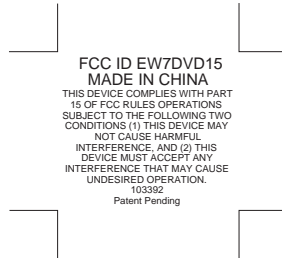 FCC ID EW7DVD15
MADE IN CHINA
THIS DEVICE COMPLIES WITH PART
15 OF FCC RULES OPERATIONS
SUBJECT TO THE FOLLOWING TWO
CONDITIONS (1) THIS DEVICE MAY
NOT CAUSE HARMFUL
INTERFERENCE, AND (2) THIS
DEVICE MUST ACCEPT ANY
INTERFERENCE THAT MAY CAUSE
UNDESIRED OPERATION.
103392
Patent Pending